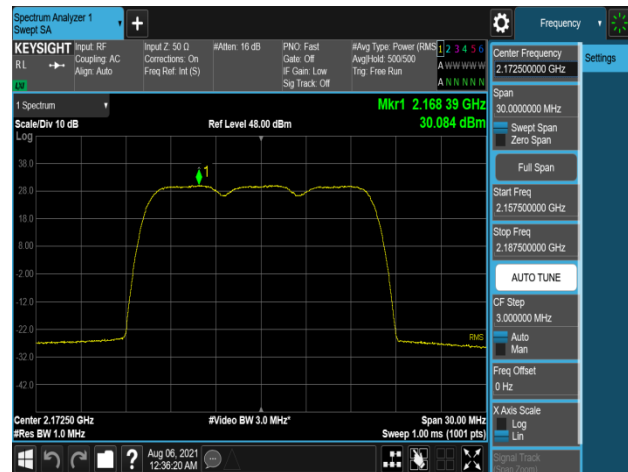 Spectrum Analyzer 1
Swept SA
+
Frequency
KEYSIGHT
RL
Input: RF
Coupling: AC
Align: Auto
Input Z: 50 Ω
Corrections: On
Freq Ref: Int (S)
#Atten: 16 dB
PNO: Fast
Gate: Off
IF Gain: Low
Sig Track: Off
#Avg Type: Power (RMS
Avg|Hold: 500/500
Trig: Free Run
1 2 3 4 5 6
A W W W W W
A N N N N N
1 Spectrum
Scale/Div 10 dB
Log
Ref Level 48.00 dBm
Mkr1 2.168 39 GHz
30.084 dBm
38.0
28.0
18.0
8.00
-2.00
-12.0
-22.0
-32.0
-42.0
1
RMS
Center 2.17250 GHz
#Res BW 1.0 MHz
#Video BW 3.0 MHz*
Span 30.00 MHz
Sweep 1.00 ms (1001 pts)
?
Aug 06, 2021
12:36:20 AM
Settings
Center Frequency
2.172500000 GHz
Span
30.0000000 MHz
Swept Span
Zero Span
Full Span
Start Freq
2.157500000 GHz
Stop Freq
2.187500000 GHz
AUTO TUNE
CF Step
3.000000 MHz
Auto
Man
Freq Offset
0 Hz
X Axis Scale
Log
Lin
Signal Track
(Span Zoom)